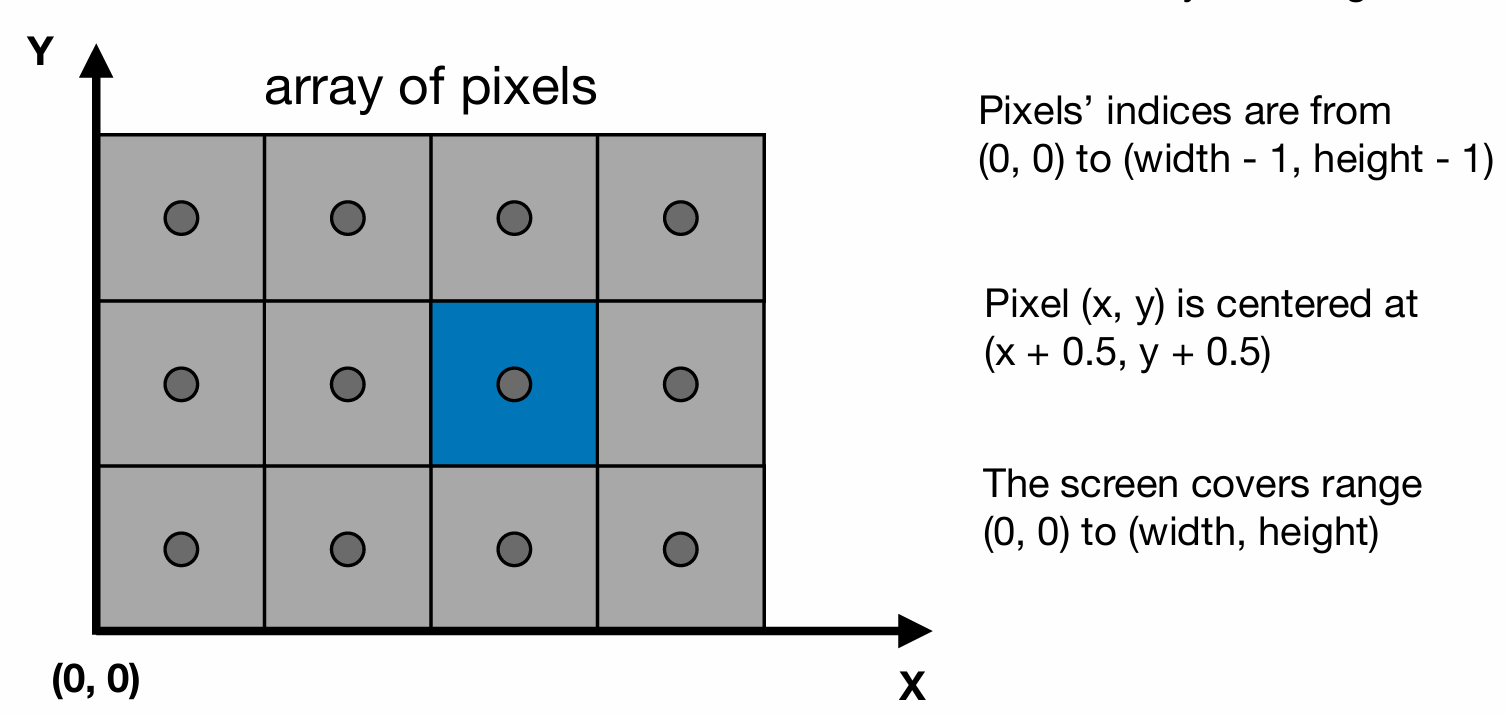 Y
array of pixels
(0, 0)
X
Pixels’ indices are from
(0, 0) to (width - 1, height - 1)
Pixel (x, y) is centered at
(x + 0.5, y + 0.5)
The screen covers range
(0, 0) to (width, height)